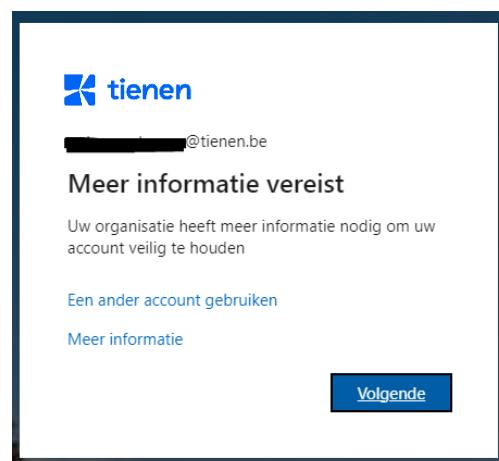 tienen
@tienen.be
Meer informatie vereist
Uw organisatie heeft meer informatie nodig om uw
account veilig te houden
Een ander account gebruiken
Meer informatie
Volgende